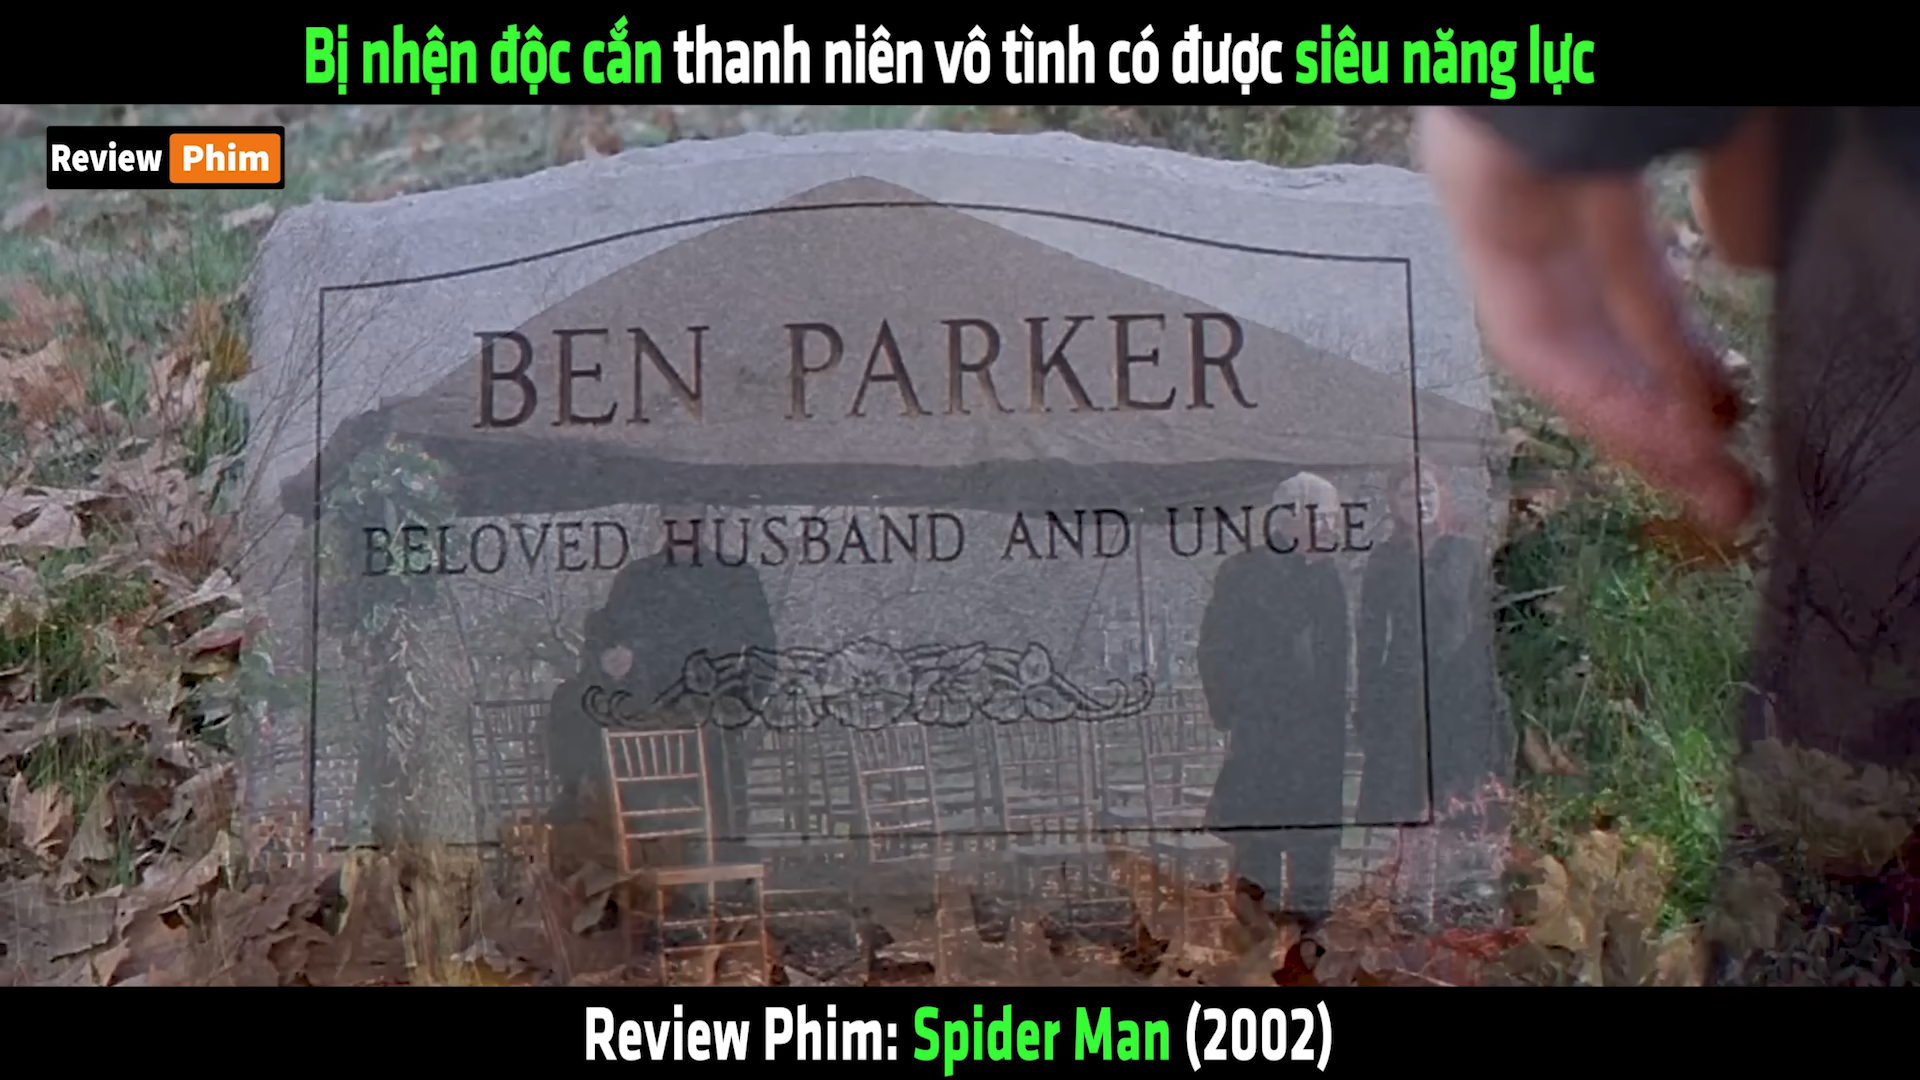 Bị nhện độc cắn thanh niên vô tình có được siêu năng lực
Review Phim
BEN PARKER
BELOVED HUSBAND AND UNCLE
Review Phim: Spider Man (2002)